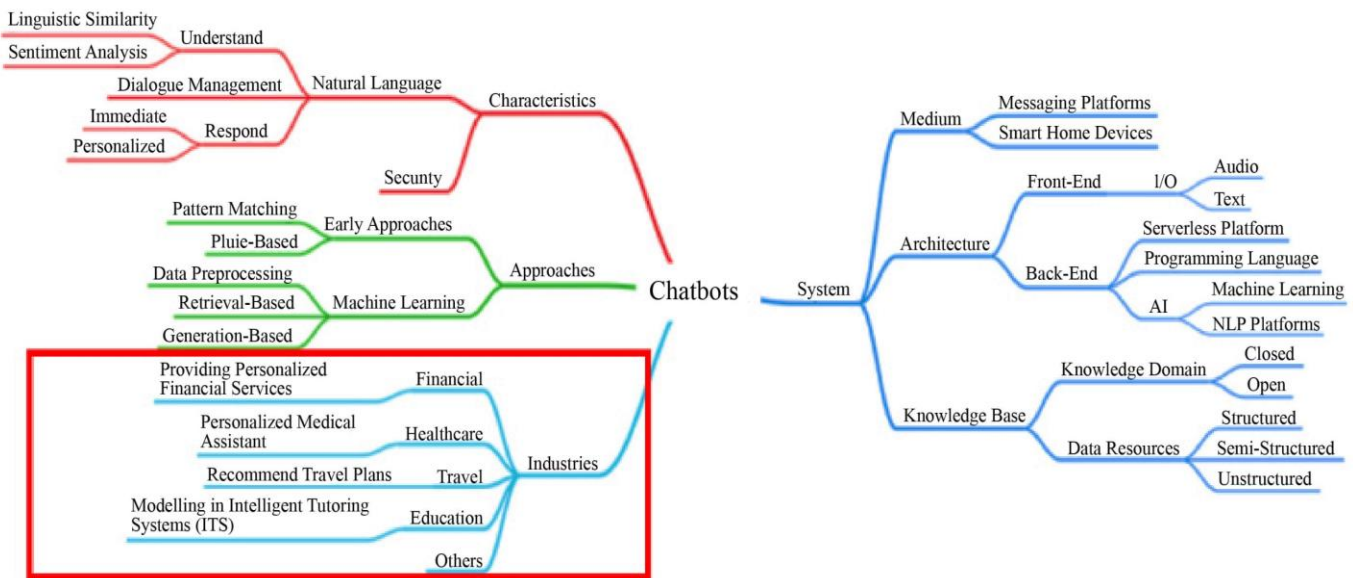 Linguistic Similarity
Sentiment Analysis
Understand
Dialogue Management
Immediate
Personalized
Respond
Natural Language
Characteristics
Securıty
Pattern Matching
Pluie-Based
Early Approaches
Data Preprocessing
Retrieval-Based
Generation-Based
Machine Learning
Approaches
Providing Personalized
Financial Services
Financial
Personalized Medical
Assistant
Healthcare
Recommend Travel Plans
Travel
Modelling in Intelligent Tutoring
Systems (ITS)
Education
Others
Industries
Chatbots
System
Medium
Messaging Platforms
Smart Home Devices
Architecture
Front-End
I/O
Audio
Text
Back-End
Serverless Platform
Programming Language
AI
Machine Learning
NLP Platforms
Knowledge Base
Knowledge Domain
Closed
Open
Data Resources
Structured
Semi-Structured
Unstructured